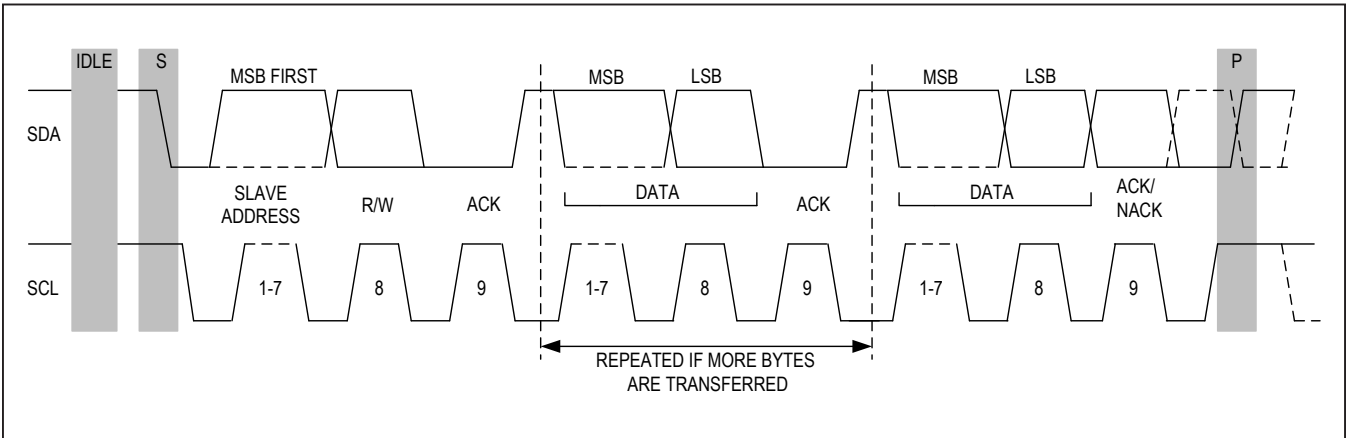 IDLE S P
MSB FIRST MSB LSB MSB LSB
SDA
SLAVE
ADDRESS R/W ACK DATA ACK DATA ACK/
NACK
SCL 1-7 8 9 1-7 8 9 1-7 8 9
REPEATED IF MORE BYTES
ARE TRANSFERRED